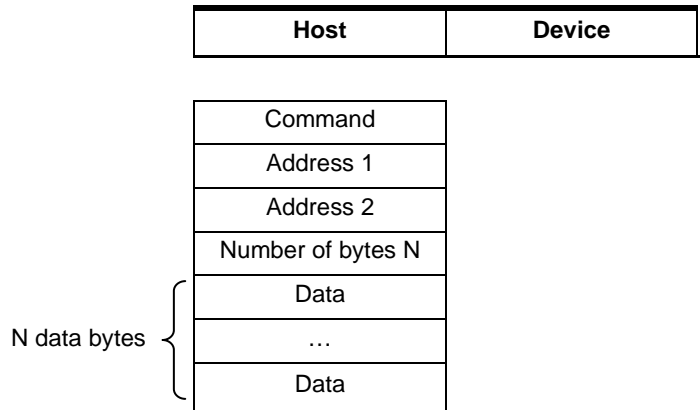 Host Device
Command
Address 1
Address 2
Number of bytes N
Data
N data bytes …
Data